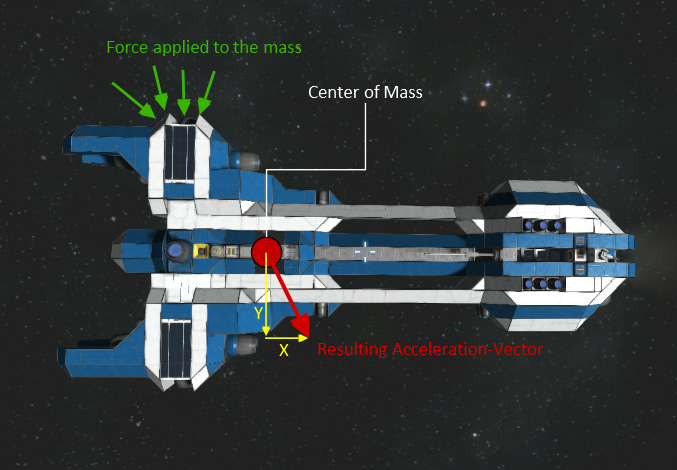 Force applied to the mass
Center of Mass
Y
X
Resulting Acceleration-Vector